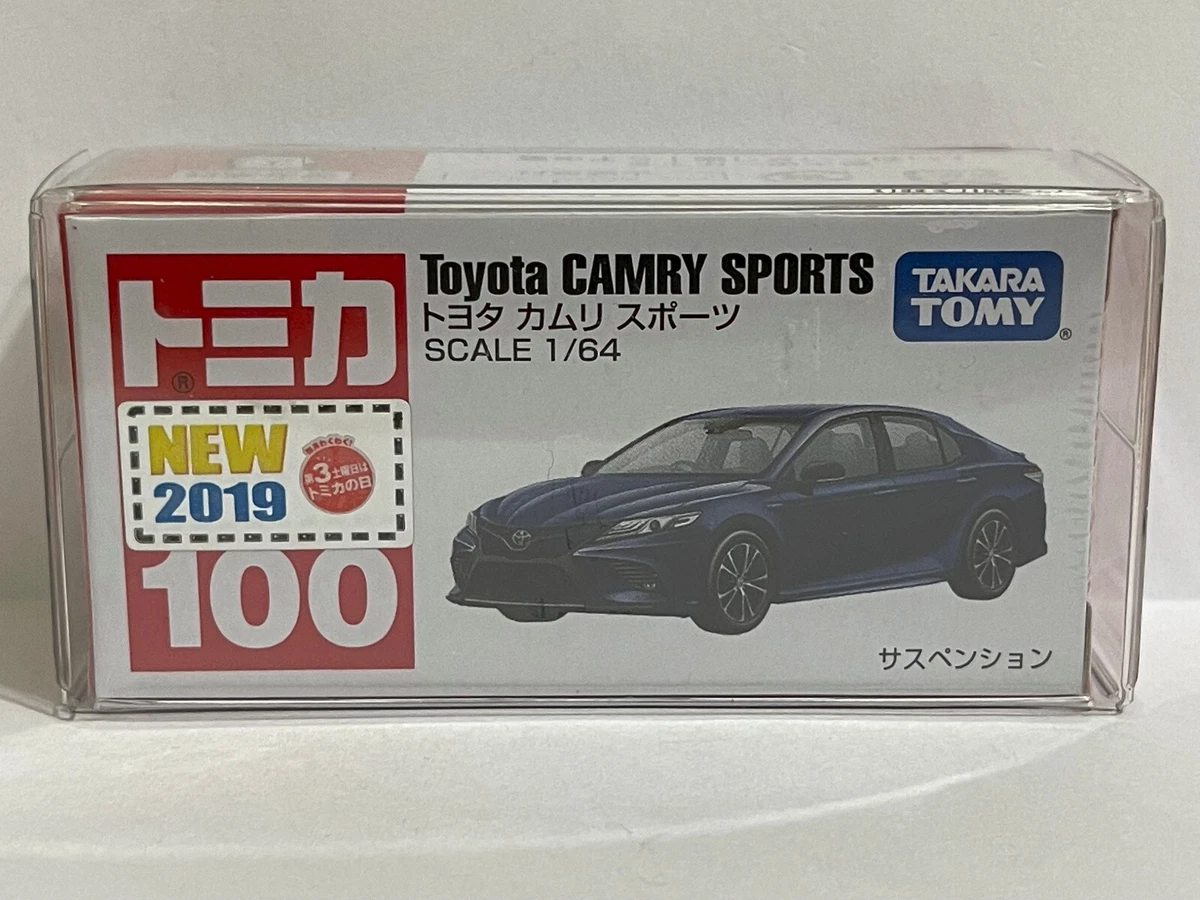 トミカ
®
NEW
2019
第3土曜日は
トミカの日
100
Toyota CAMRY SPORTS
トヨタ カムリ スポーツ
SCALE 1/64
TAKARA
TOMY
®
サスペンション